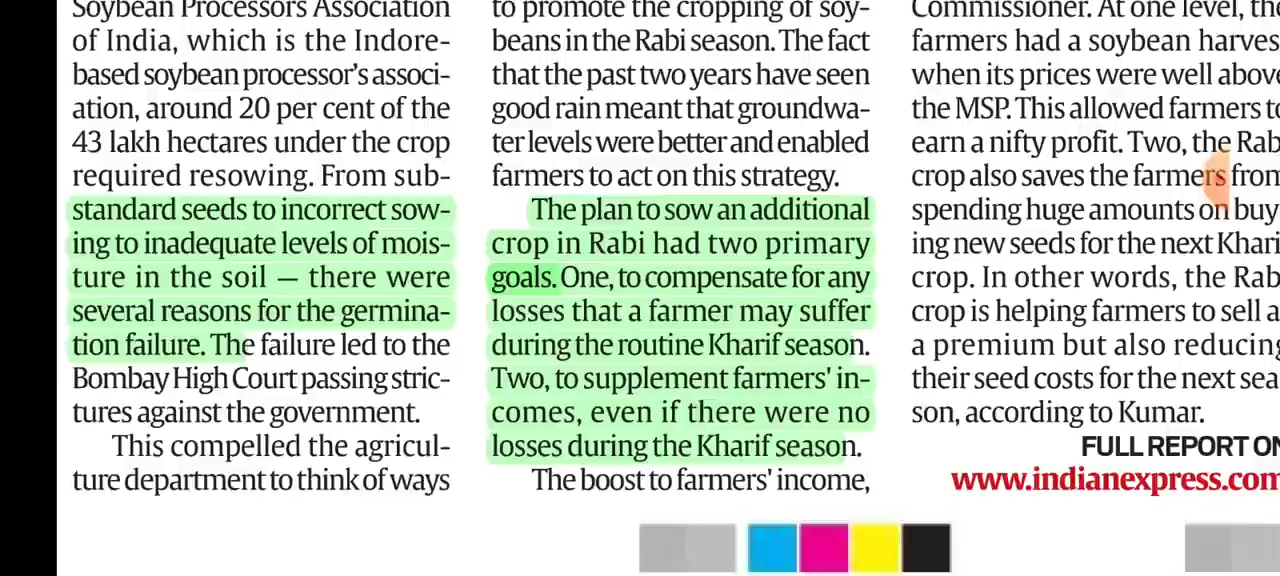 Soybean Processors Association
of India, which is the Indore-
based soybean processor's associ-
ation, around 20 per cent of the
43 lakh hectares under the crop
required resowing. From sub-
standard seeds to incorrect sow-
ing to inadequate levels of mois-
ture in the soil — there were
several reasons for the germina-
tion failure. The failure led to the
Bombay High Court passing stric-
tures against the government.
This compelled the agricul-
ture department to think of ways
to promote the cropping of soy-
beans in the Rabi season. The fact
that the past two years have seen
good rain meant that groundwa-
ter levels were better and enabled
farmers to act on this strategy.
The plan to sow an additional
crop in Rabi had two primary
goals. One, to compensate for any
losses that a farmer may suffer
during the routine Kharif season.
Two, to supplement farmers' in-
comes, even if there were no
losses during the Kharif season.
The boost to farmers' income,
Commissioner. At one level, the
farmers had a soybean harves
when its prices were well above
the MSP. This allowed farmers to
earn a nifty profit. Two, the Rab
crop also saves the farmers from
spending huge amounts on buy
ing new seeds for the next Khari
crop. In other words, the Rab
crop is helping farmers to sell a
a premium but also reducing
their seed costs for the next sea
son, according to Kumar.
FULL REPORT ON
www.indianexpress.com